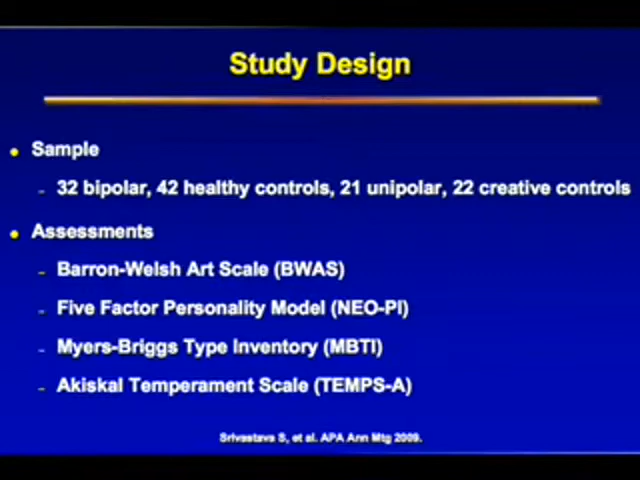 Study Design
Sample
32 bipolar, 42 healthy controls, 21 unipolar, 22 creative controls
Assessments
Barron-Welsh Art Scale (BWAS)
Five Factor Personality Model (NEO-PI)
Myers-Briggs Type Inventory (MBTI)
Akiskal Temperament Scale (TEMPS-A)
Srivastava S, et al. APA Ann Mtg 2009.